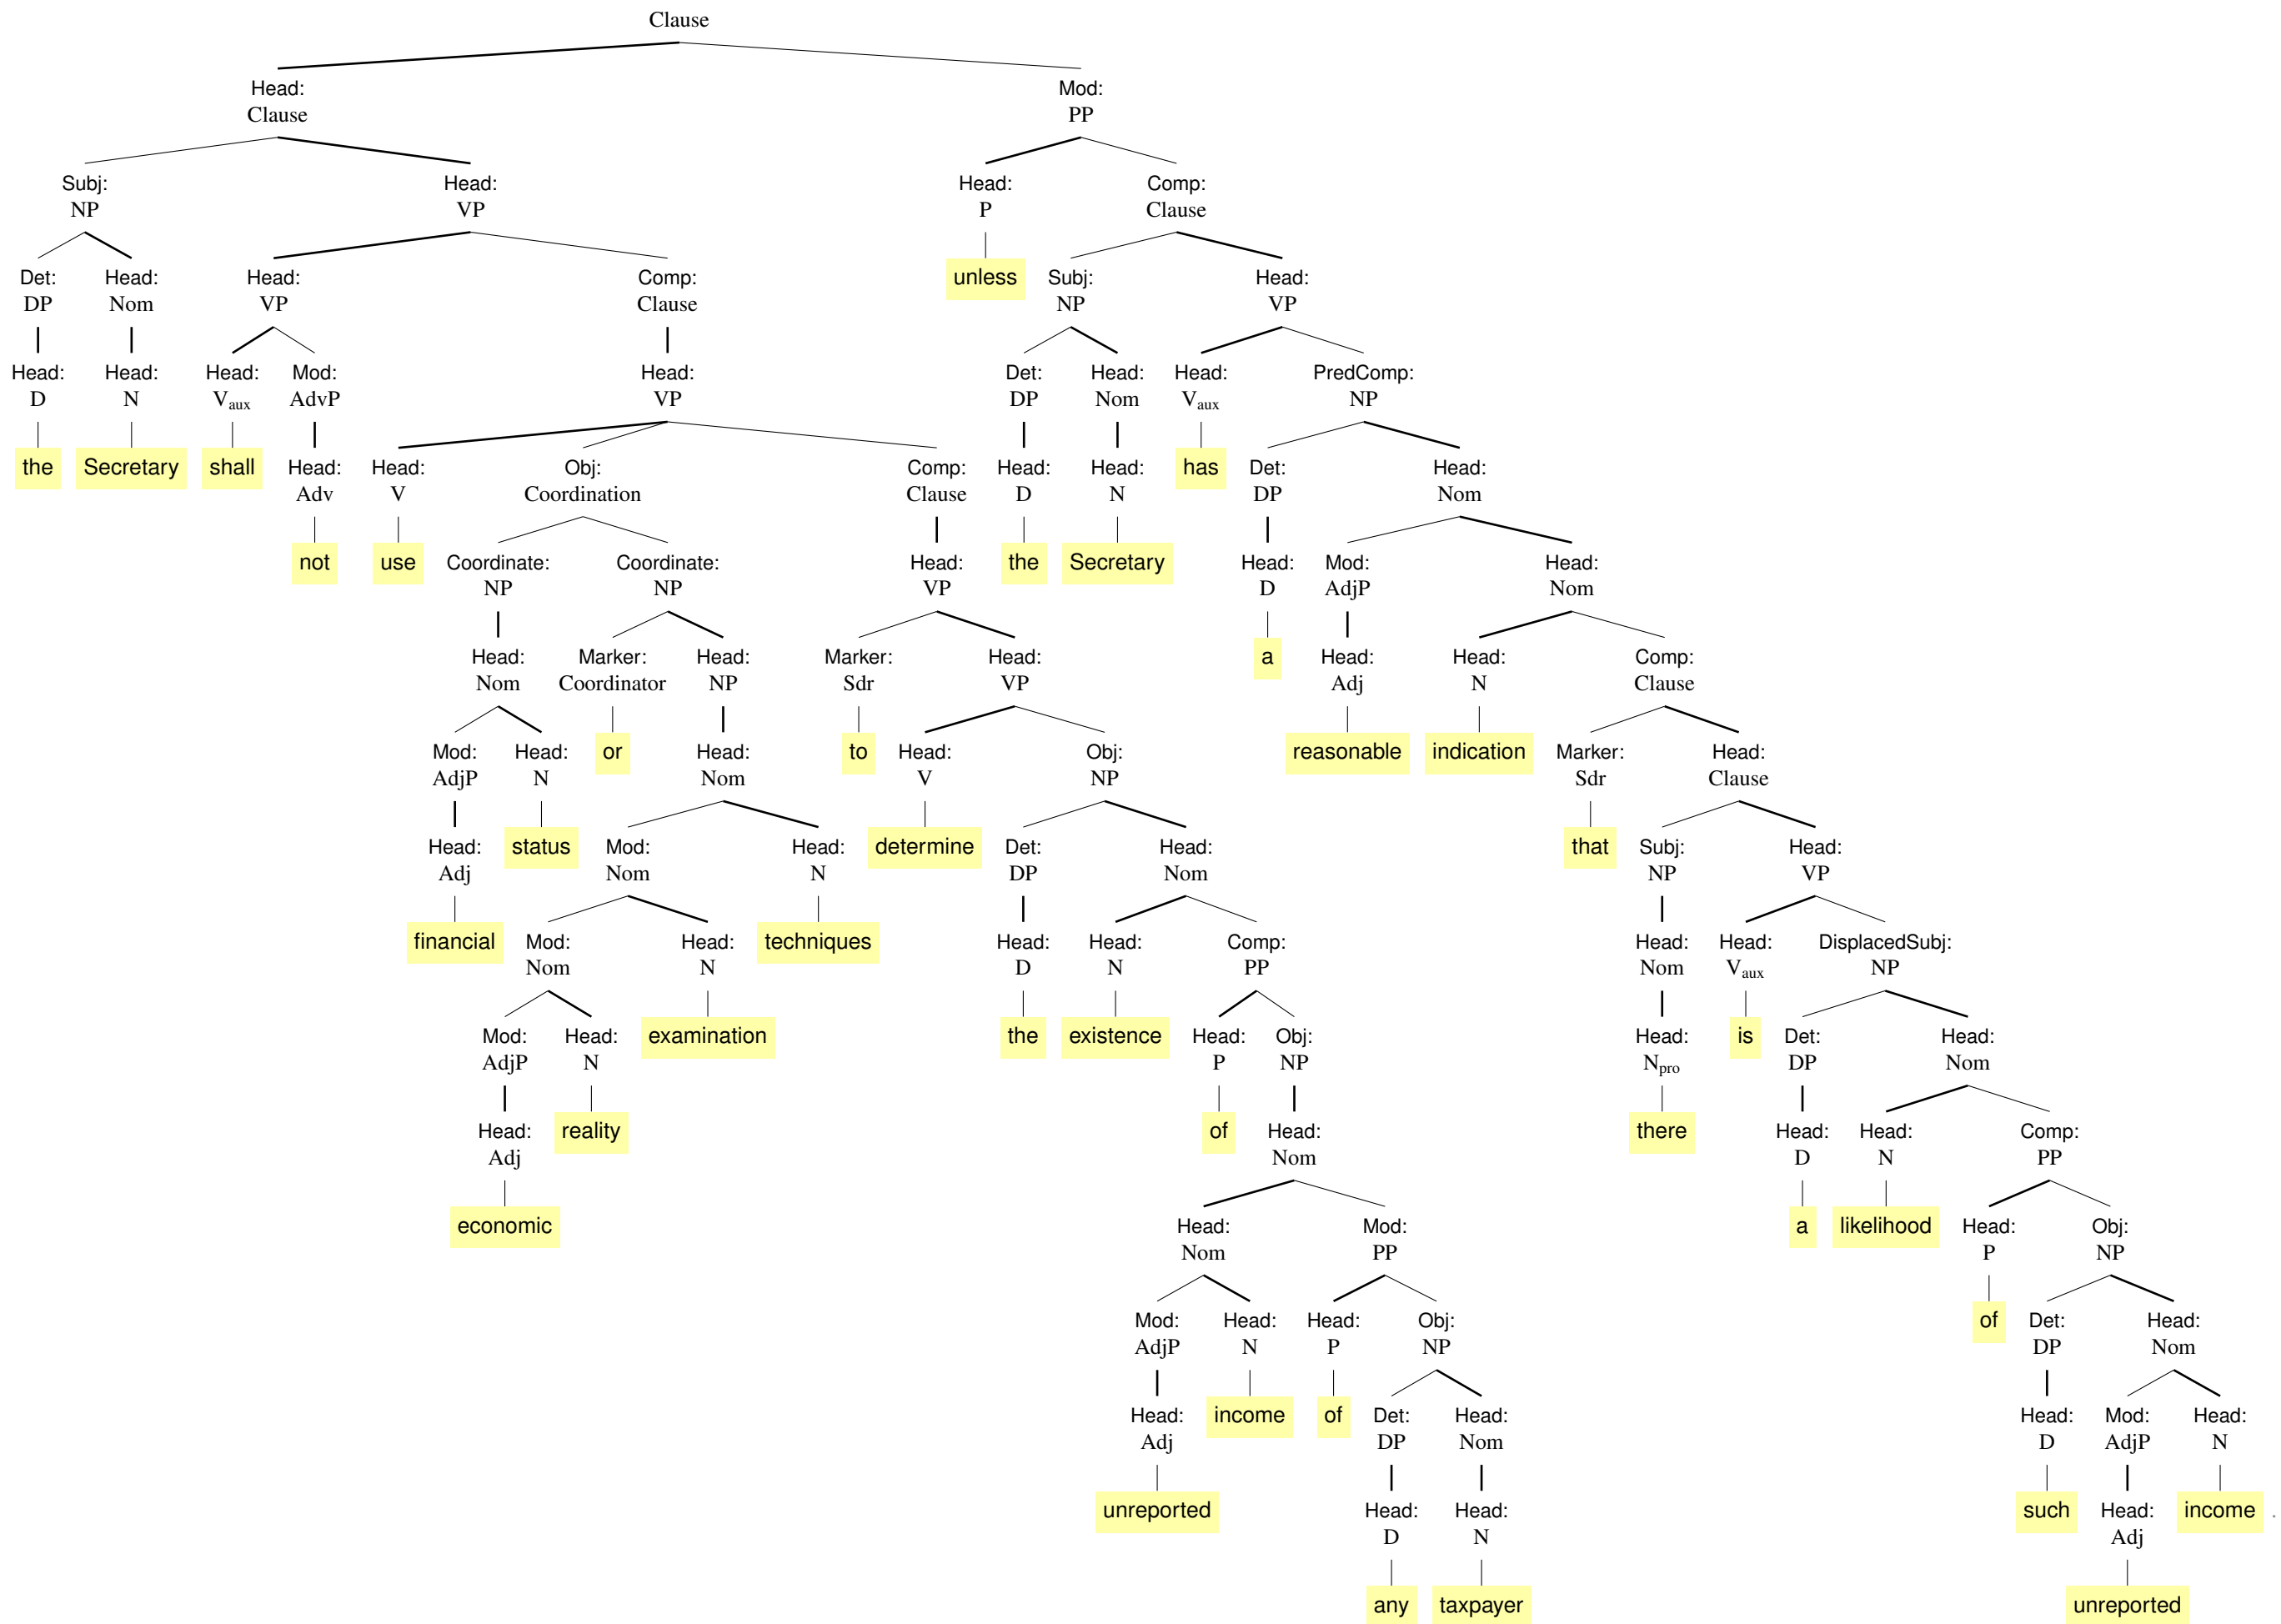 Clause
Head: Mod:
Clause PP
Subj: Head: Head: Comp:
NP VP P Clause
Det: Head: Head: Comp: unless Subj: Head:
DP Nom VP Clause NP VP
Head: Head: Head: Mod: Head: Det: Head: Head: PredComp:
D N Vaux AdvP VP DP Nom Vaux NP
the Secretary shall Head: Head: Obj: Comp: Head: Head: has Det: Head:
Adv V Coordination Clause D N DP Nom
not use Coordinate: Coordinate: Head: the Secretary Head: Mod: Head:
NP NP VP D AdjP Nom
Head: Marker: Head: Marker: Head: a Head: Head: Comp:
Nom Coordinator NP Sdr VP Adj N Clause
Mod: Head: or Head: to Head: Obj: reasonable indication Marker: Head:
AdjP N Nom V NP Sdr Clause
Head: status Mod: Head: determine Det: Head: that Subj: Head:
Adj Nom N DP Nom NP VP
financial Mod: Head: techniques Head: Head: Comp: Head: Head: DisplacedSubj:
Nom N D N PP Nom Vaux NP
Mod: Head: examination the existence Head: Obj: Head: is Det: Head:
AdjP N P NP Npro DP Nom
Head: reality of Head: there Head: Head: Comp:
Adj Nom D N PP
economic Head: Mod: a likelihood Head: Obj:
Nom PP P NP
Mod: Head: Head: Obj: of Det: Head:
AdjP N P NP DP Nom
Head: income of Det: Head: Head: Mod: Head:
Adj DP Nom D AdjP N
unreported Head: Head: such Head: income .
D N Adj
any taxpayer unreported